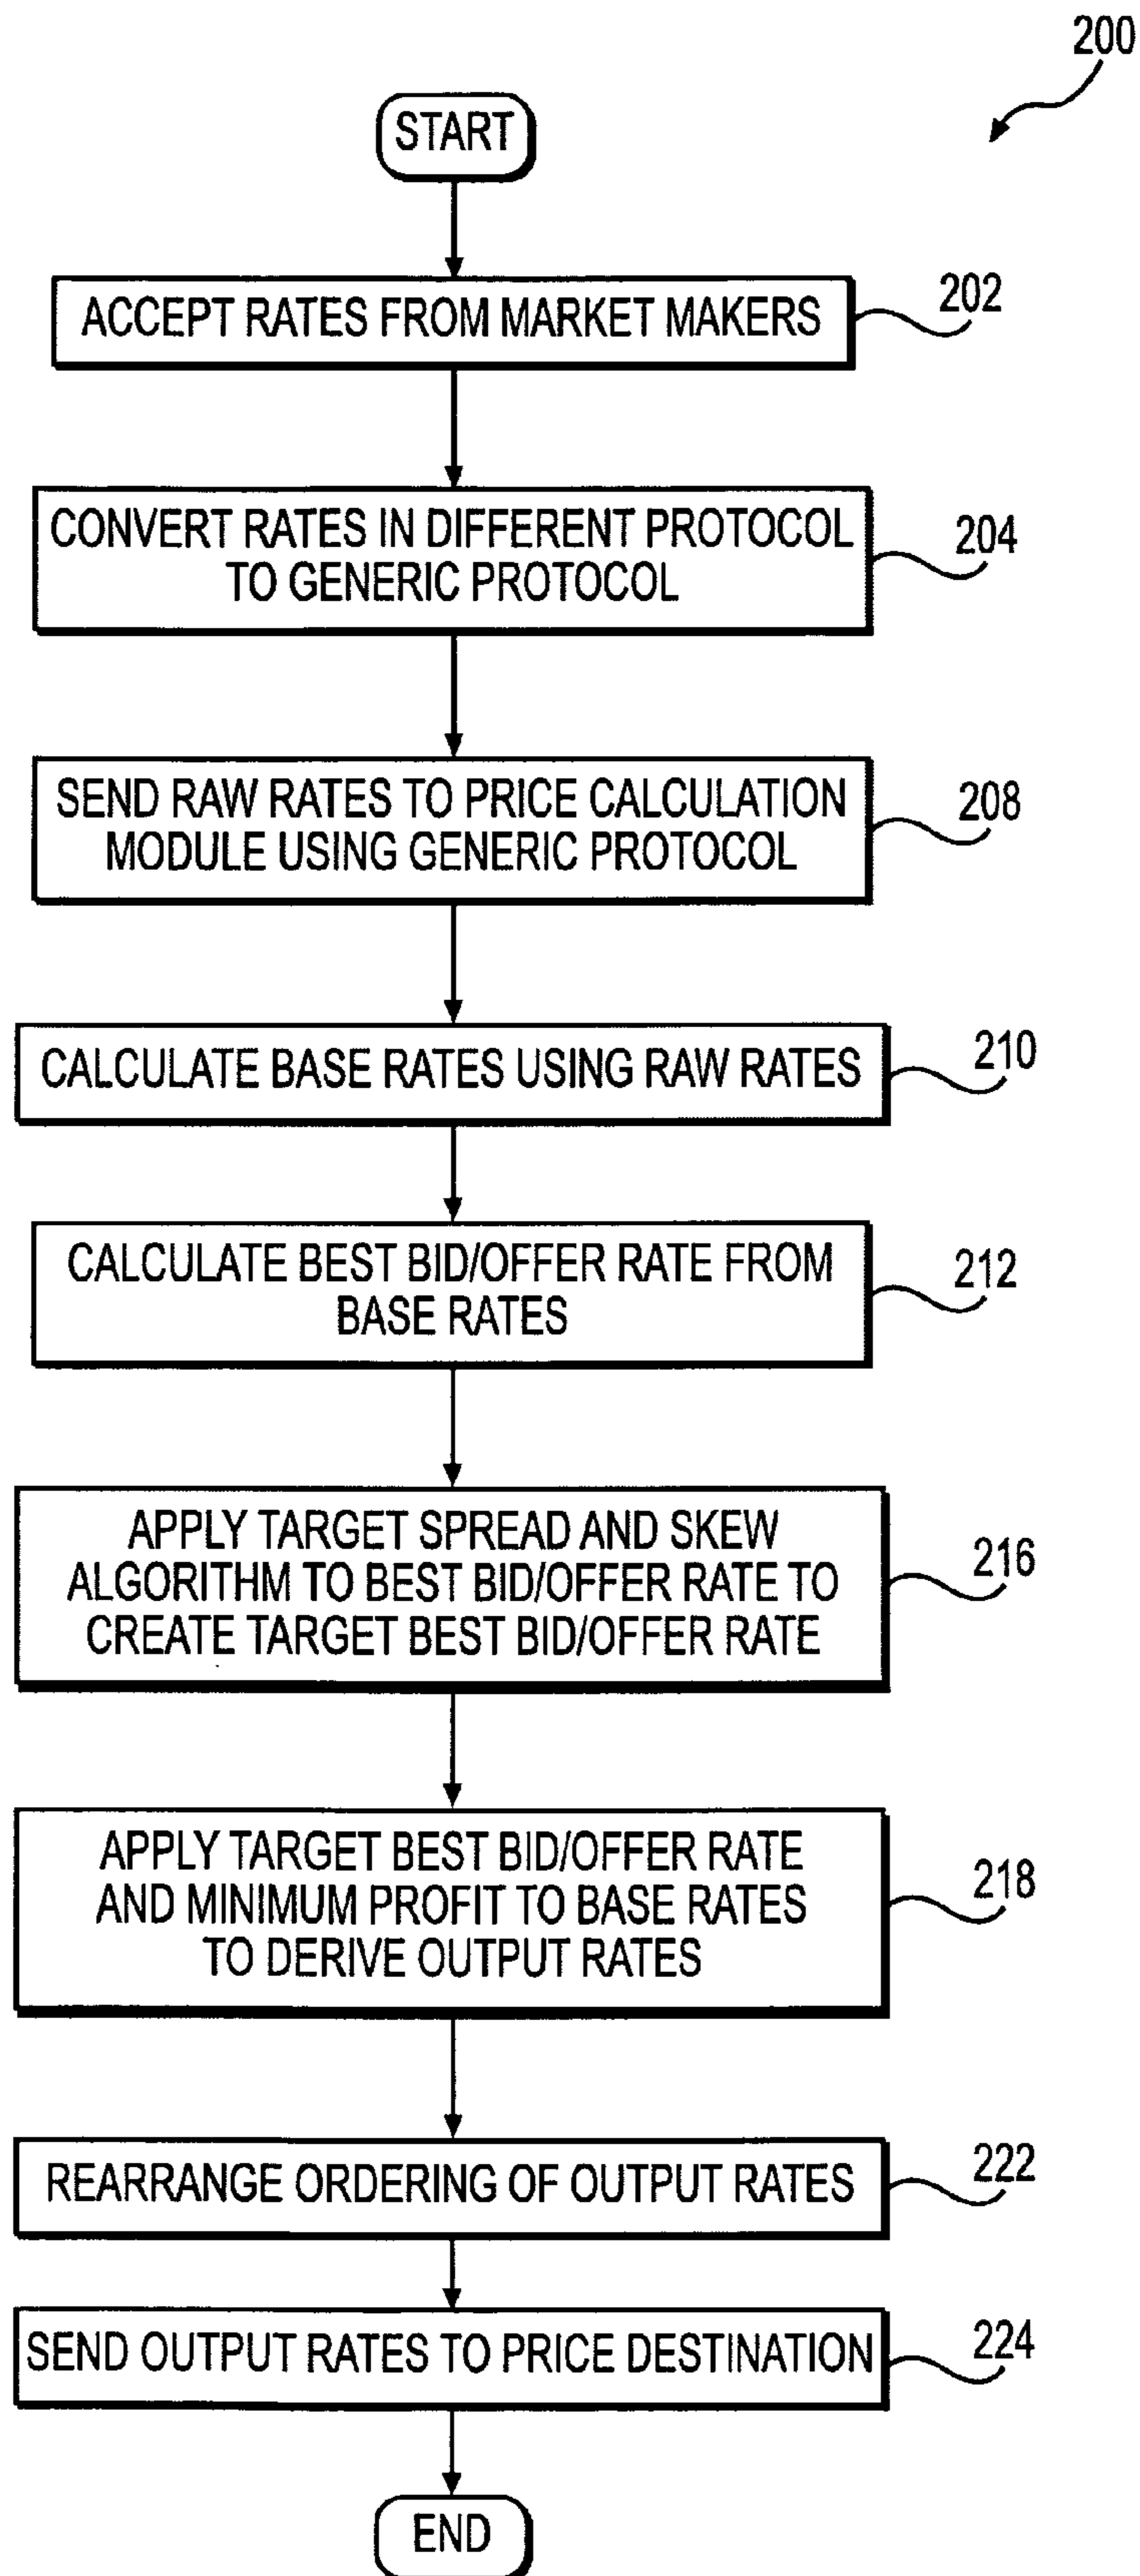 200
START
ACCEPT RATES FROM MARKET MAKERS
202
CONVERT RATES IN DIFFERENT PROTOCOL
TO GENERIC PROTOCOL
204
SEND RAW RATES TO PRICE CALCULATION
MODULE USING GENERIC PROTOCOL
208
CALCULATE BASE RATES USING RAW RATES
210
CALCULATE BEST BID/OFFER RATE FROM
BASE RATES
212
APPLY TARGET SPREAD AND SKEW
ALGORITHM TO BEST BID/OFFER RATE TO
CREATE TARGET BEST BID/OFFER RATE
216
APPLY TARGET BEST BID/OFFER RATE
AND MINIMUM PROFIT TO BASE RATES
TO DERIVE OUTPUT RATES
218
REARRANGE ORDERING OF OUTPUT RATES
222
SEND OUTPUT RATES TO PRICE DESTINATION
224
END